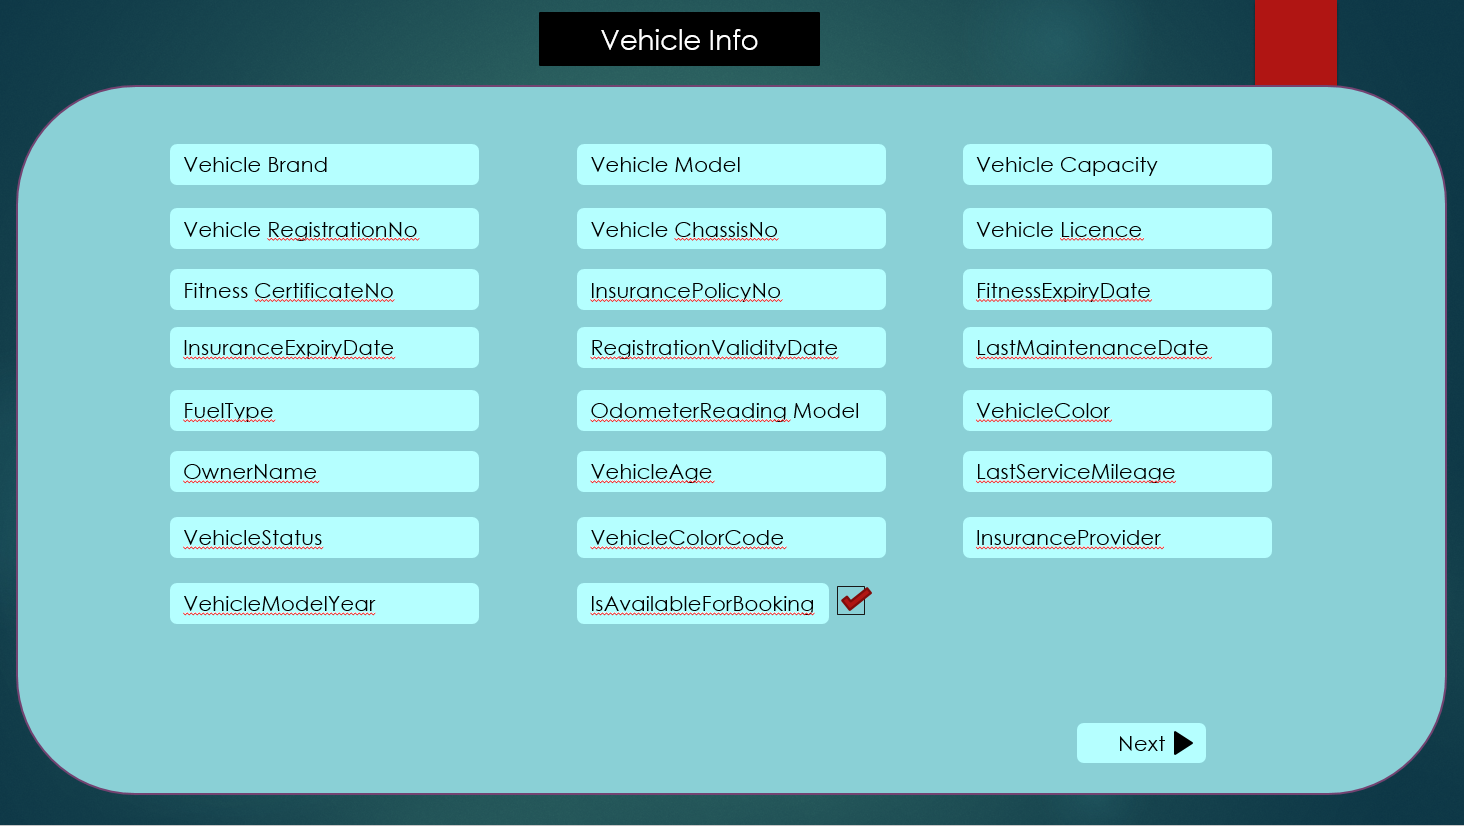 Vehicle Info
Vehicle Brand
Vehicle Model
Vehicle Capacity
Vehicle RegistrationNo
Vehicle ChassisNo
Vehicle Licence
Fitness CertificateNo
InsurancePolicyNo
FitnessExpiryDate
InsuranceExpiryDate
RegistrationValidityDate
LastMaintenanceDate
FuelType
OdometerReading Model
VehicleColor
OwnerName
VehicleAge
LastServiceMileage
VehicleStatus
VehicleColorCode
InsuranceProvider
VehicleModelYear
IsAvailableForBooking
Next